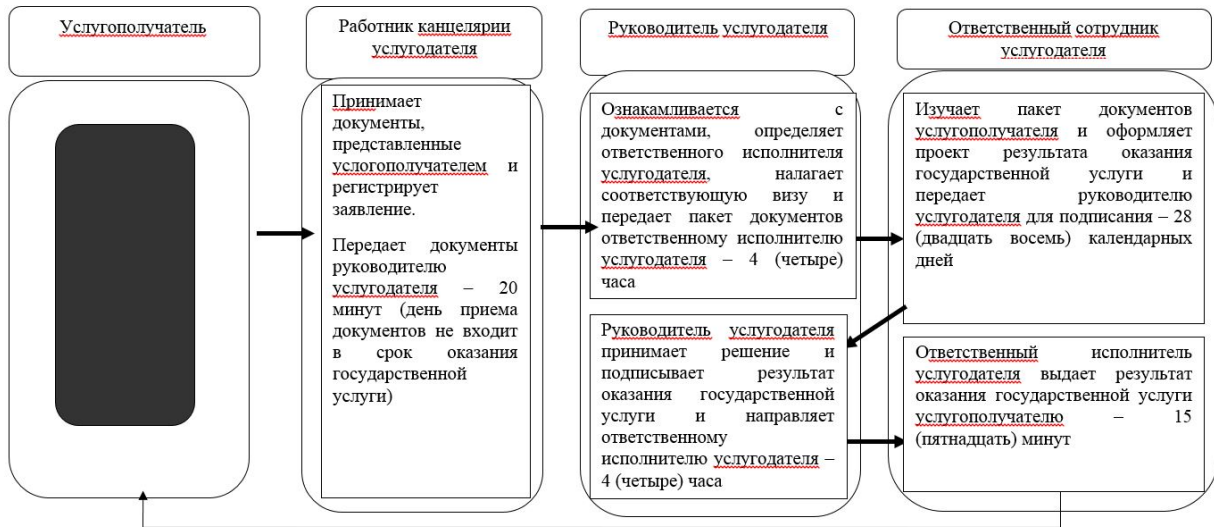 Услугополучатель
Работник канцелярии
услугодателя
Руководитель услугодателя
Ответственный сотрудник
услугодателя
Принимает
документы,
представленные
услогополучателем и
регистрирует
заявление.
Передает документы
руководителю
услугодателя – 20
минут (день приема
документов не входит
в срок оказания
государственной
услуги)
Ознакамливается с
документами, определяет
ответственного исполнителя
услугодателя, налагает
соответствующую визу и
передает пакет документов
ответственному исполнителю
услугодателя – 4 (четыре)
часа
Изучает пакет документов
услугополучателя и оформляет
проект результата оказания
государственной услуги и
передает руководителю
услугодателя для подписания – 28
(двадцать восемь) календарных
дней
Руководитель услугодателя
принимает решение и
подписывает результат
оказания государственной
услуги и направляет
ответственному
исполнителю услугодателя –
4 (четыре) часа
Ответственный исполнитель
услугодателя выдает результат
оказания государственной услуги
услугополучателю – 15
(пятнадцать) минут